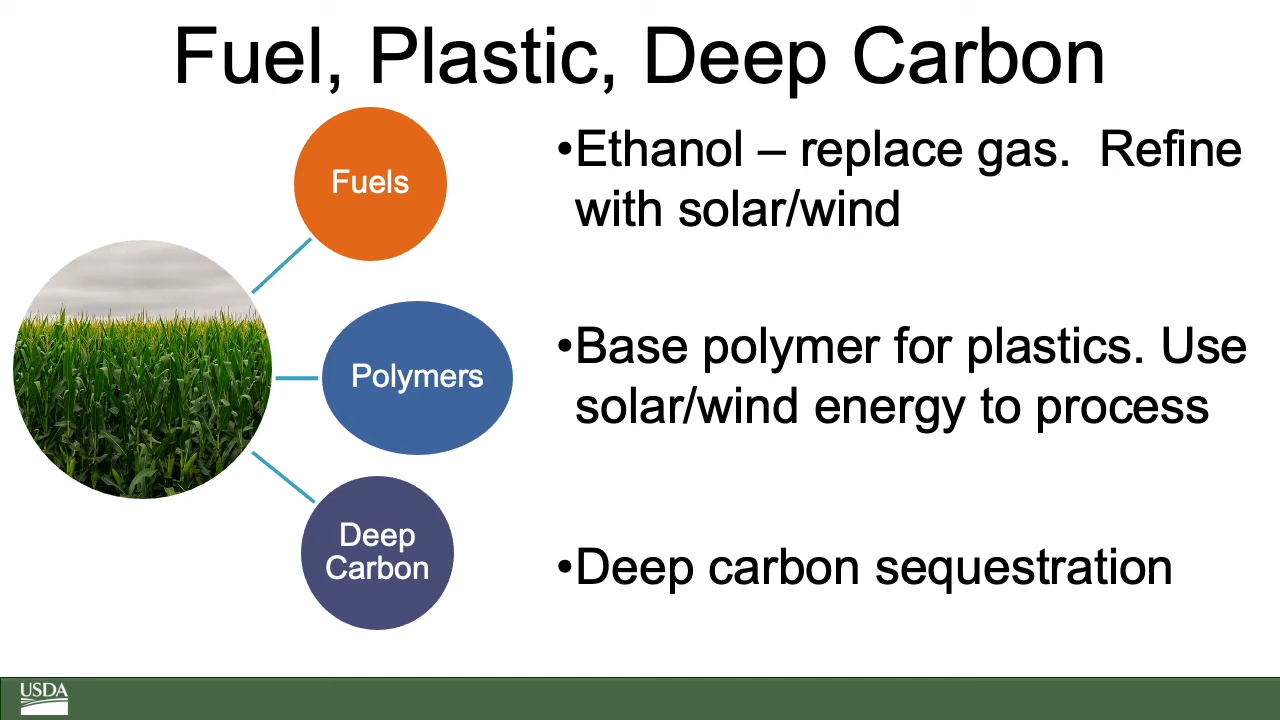 Fuel, Plastic, Deep Carbon
Fuels
•Ethanol – replace gas.  Refine
with solar/wind
Polymers
•Base polymer for plastics. Use
solar/wind energy to process
Deep
Carbon
•Deep carbon sequestration
USDA